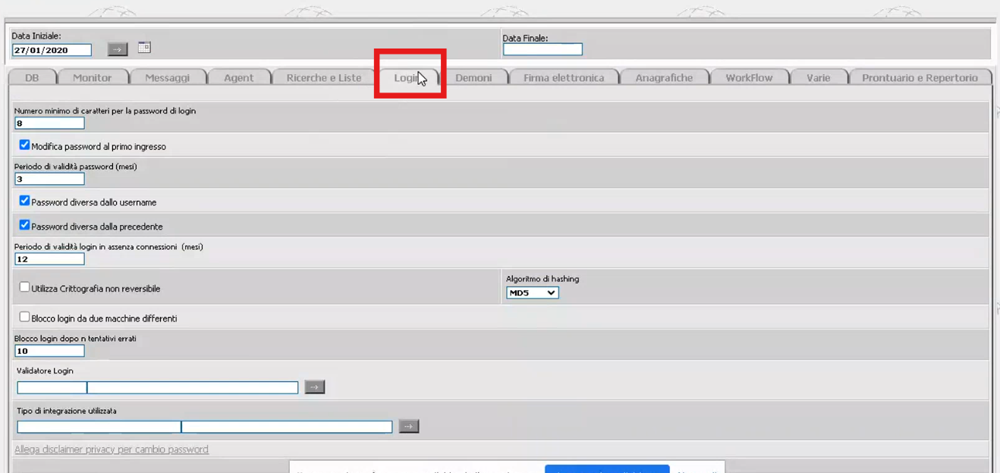 Data Iniziale:
27/01/2020
Data Finale:
DB Monitor Messaggi Agent Ricerche e Liste Login Demoni Firma elettronica Anagrafiche WorkFlow Varie Prontuario e Repertorio
Numero minimo di caratteri per la password di login
8
Modifica password al primo ingresso
Periodo di validità password (mesi)
3
Password diversa dallo username
Password diversa dalla precedente
Periodo di validità login in assenza connessioni (mesi)
12
Utilizza Crittografia non reversibile
Algoritmo di hashing
MD5
Blocco login da due macchine differenti
Blocco login dopo n tentativi errati
10
Validatore Login
Tipo di integrazione utilizzata
Allega disclaimer privacy per cambio password